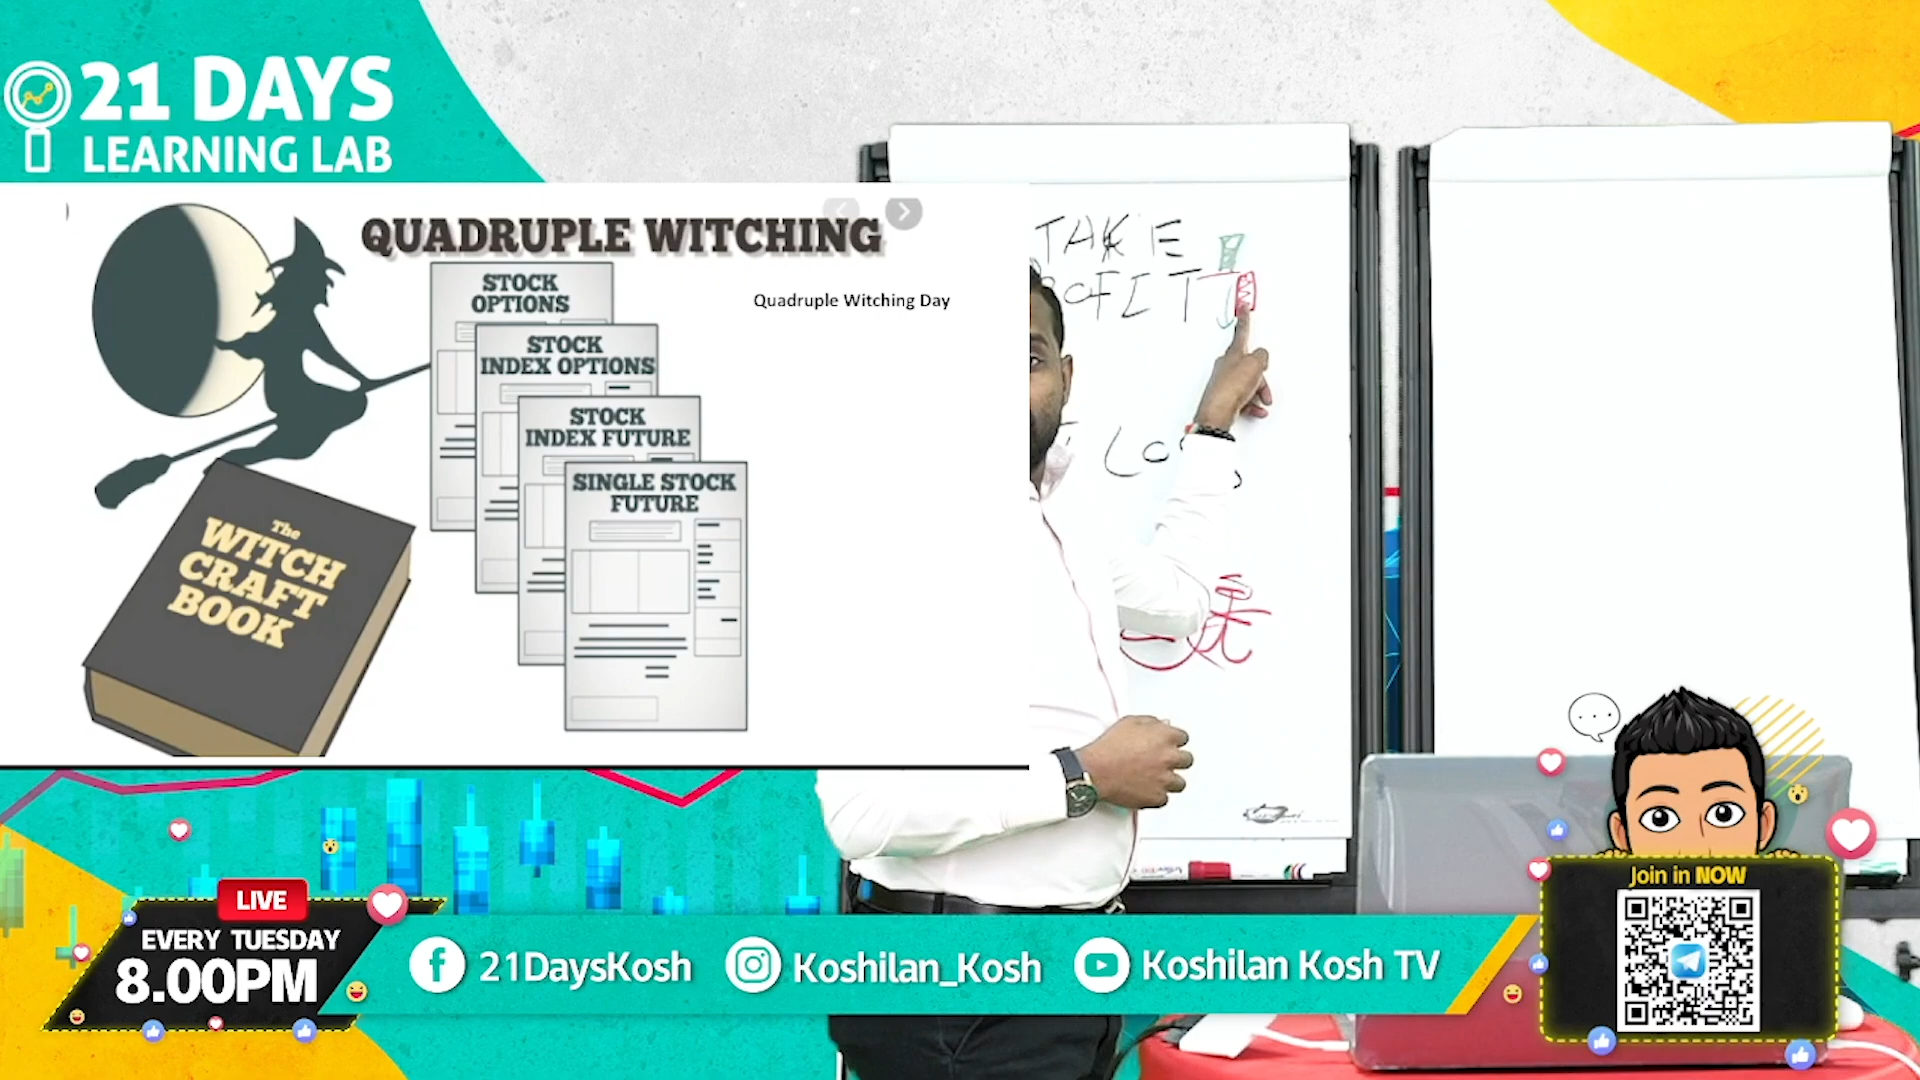 21 DAYS
LEARNING LAB
QUADRUPLE WITCHING
STOCK
OPTIONS
Quadruple Witching Day
STOCK
INDEX OPTIONS
STOCK
INDEX FUTURE
SINGLE STOCK
FUTURE
The
WITCH
CRAFT
BOOK
TAKE
LIVE
EVERY TUESDAY
8.00PM
21DaysKosh
Koshilan_Kosh
Koshilan Kosh TV
Join in NOW